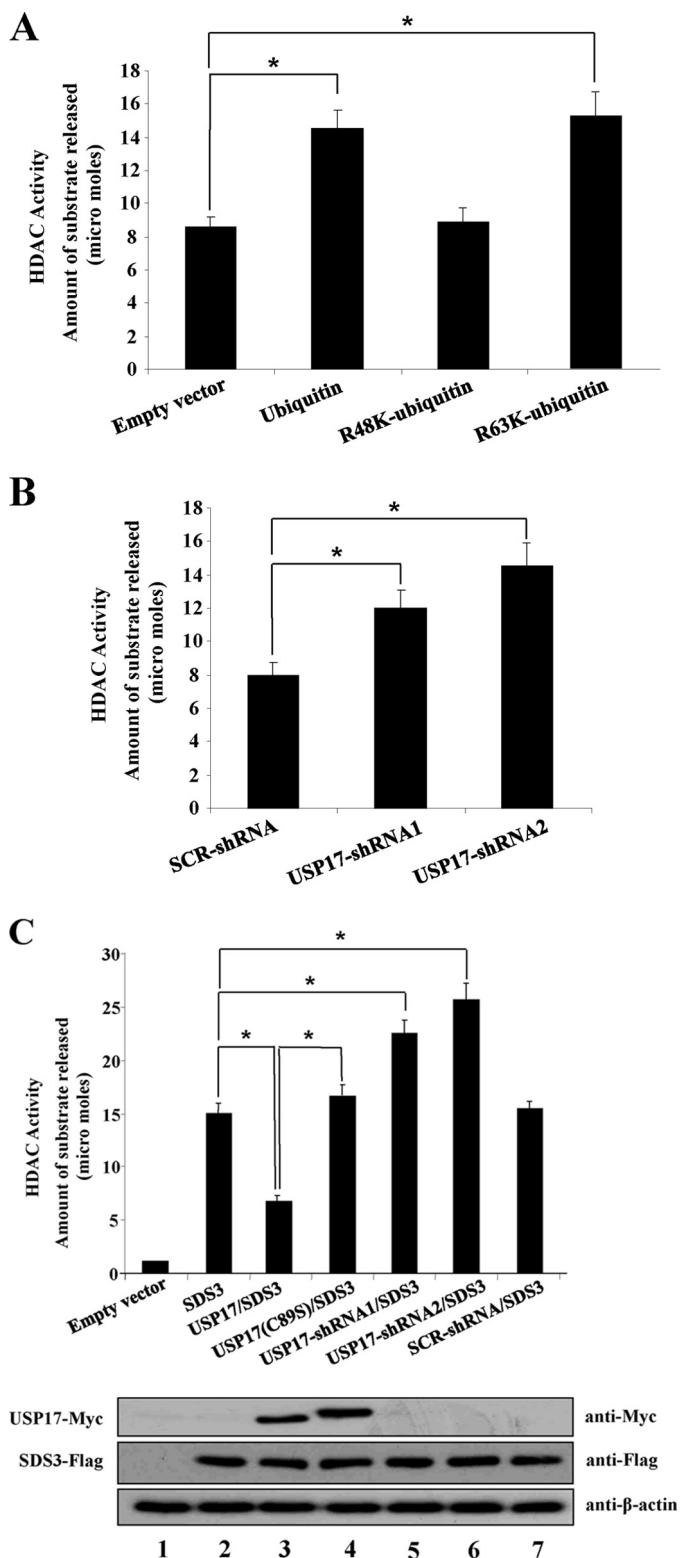 A
*
*
HDAC Activity
Amount of substrate released
(micro moles)
18
16
14
12
10
8
6
4
2
0
Empty vector
Ubiquitin
R48K-ubiquitin
R63K-ubiquitin
B
*
*
HDAC Activity
Amount of substrate released
(micro moles)
18
16
14
12
10
8
6
4
2
0
SCR-shRNA
USP17-shRNA1
USP17-shRNA2
C
*
*
*
*
HDAC Activity
Amount of substrate released
(micro moles)
30
25
20
15
10
5
0
Empty vector
SDS3
USP17/SDS3
USP17(C89S)/SDS3
USP17-shRNA1/SDS3
USP17-shRNA2/SDS3
SCR-shRNA/SDS3
USP17-Myc
anti-Myc
SDS3-Flag
anti-Flag
anti-β-actin
1 2 3 4 5 6 7